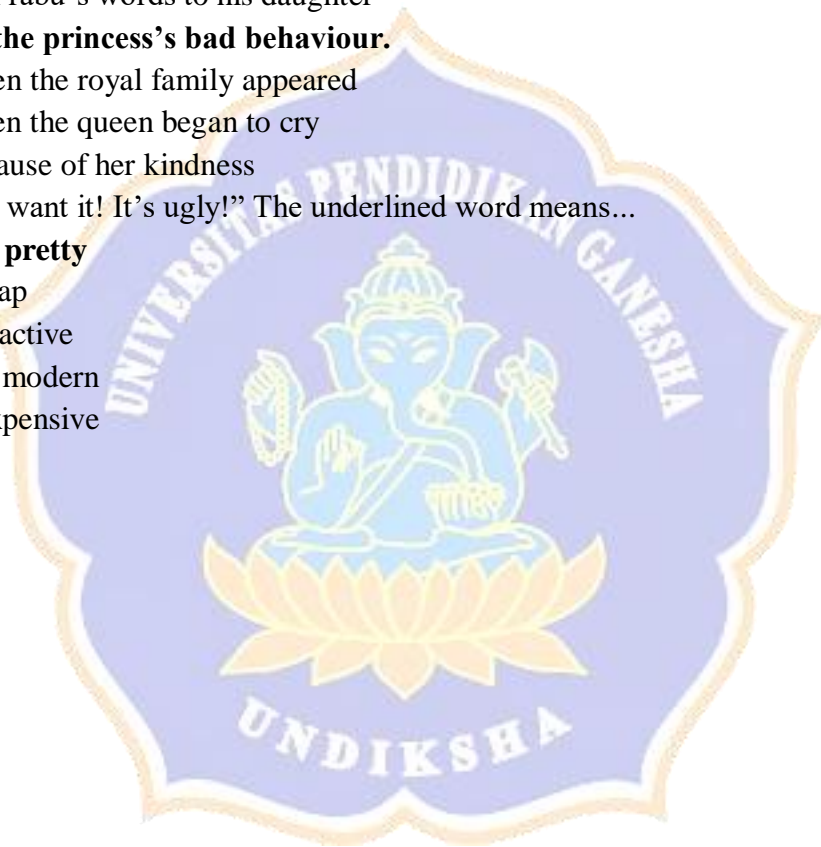 rubu's words to his daughter
the princess's bad behaviour.
en the royal family appeared
en the queen began to cry
ause of her kindness
want it! It's ugly!” The underlined word means...
pretty
ap
active
modern
pensive
UNIVERSITAS PENDIDIKAN GANESHA
UNDIKSHA